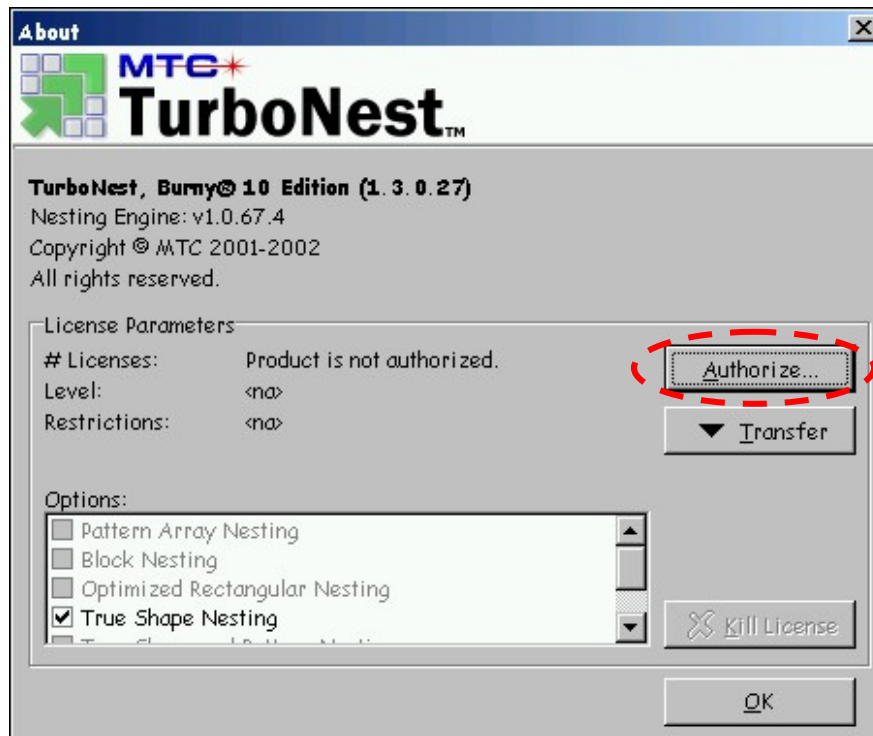 About
MTC
TurboNest™
TurboNest, Burny® 10 Edition (1.3.0.27)
Nesting Engine: v1.0.67.4
Copyright © MTC 2001-2002
All rights reserved.
License Parameters
# Licenses: Product is not authorized.
Authorize...
Level: <na>
Restrictions: <na>
Transfer
Options:
Pattern Array Nesting
Block Nesting
Optimized Rectangular Nesting
True Shape Nesting
Kill License
OK